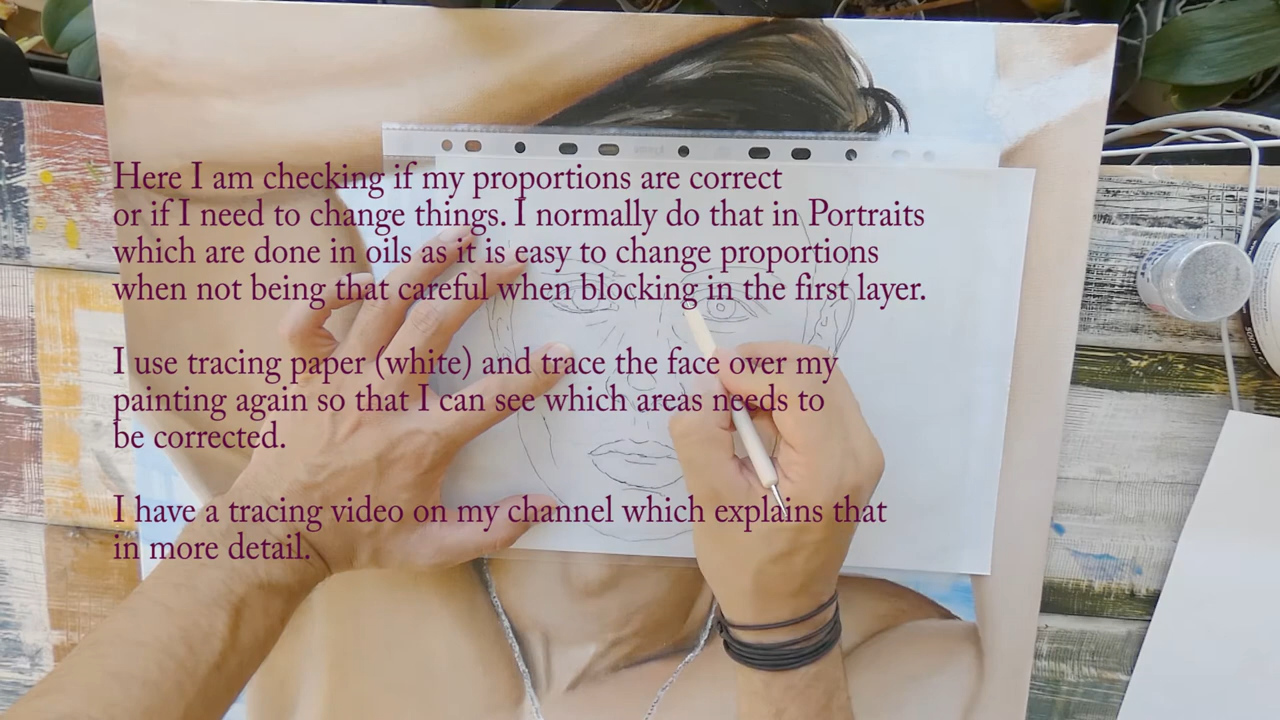 Here I am checking if my proportions are correct
or if I need to change things. I normally do that in Portraits
which are done in oils as it is easy to change proportions
when not being that careful when blocking in the first layer.
I use tracing paper (white) and trace the face over my
painting again so that I can see which areas needs to
be corrected.
I have a tracing video on my channel which explains that
in more detail.